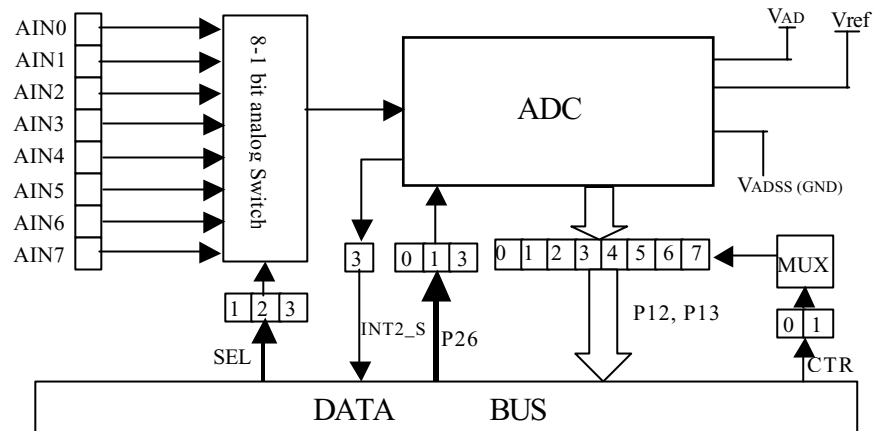 AIN0
AIN1
AIN2
AIN3
AIN4
AIN5
AIN6
AIN7
8-1 bit analog Switch
ADC
VAD
Vref
VADSS (GND)
1 2 3
SEL
3
INT2_S
0 1 3
P26
0 1 2 3 4 5 6 7
P12, P13
MUX
0 1
CTR
DATA BUS